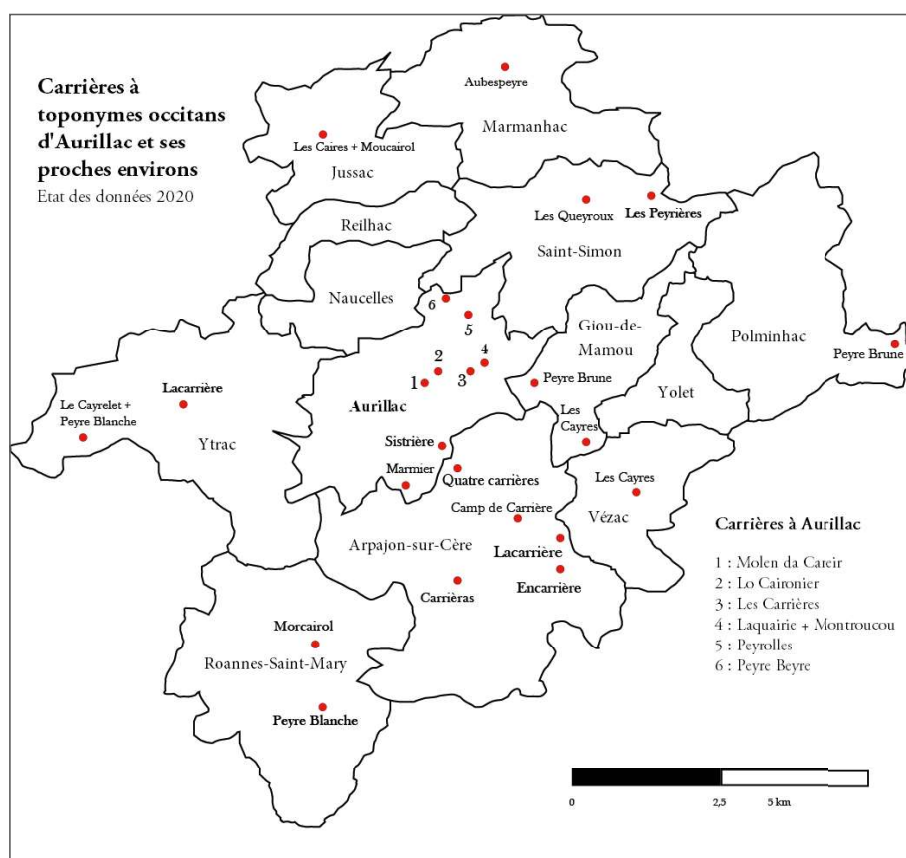 Carrières à
toponymes occitans
d'Aurillac et ses
proches environs
Etat des données 2020
Aubespeyre
Marmanhac
Les Caires + Moucairol
Jussac
Reilhac
Les Queyroux
Les Peyrières
Saint-Simon
Naucelles
6
5
Giou-de-
Mamou
Polminhac
Peyre Brune
4
2
3
1
Peyre Brune
Yolet
Lacarrière
Le Cayrelet +
Peyre Blanche
Ytrac
Aurillac
Les
Cayres
Sistrière
Marmier
Quatre carrières
Les Cayres
Camp de Carrière
Vézac
Arpajon-sur-Cère
Lacarrière
Encarrière
Carrièras
Morcairol
Roannes-Saint-Mary
Peyre Blanche
Carrières à Aurillac
1 : Molen da Careir
2 : Lo Caironier
3 : Les Carrières
4 : Laquairie + Montroucou
5 : Peyrolles
6 : Peyre Beyre
0 2,5 5 km